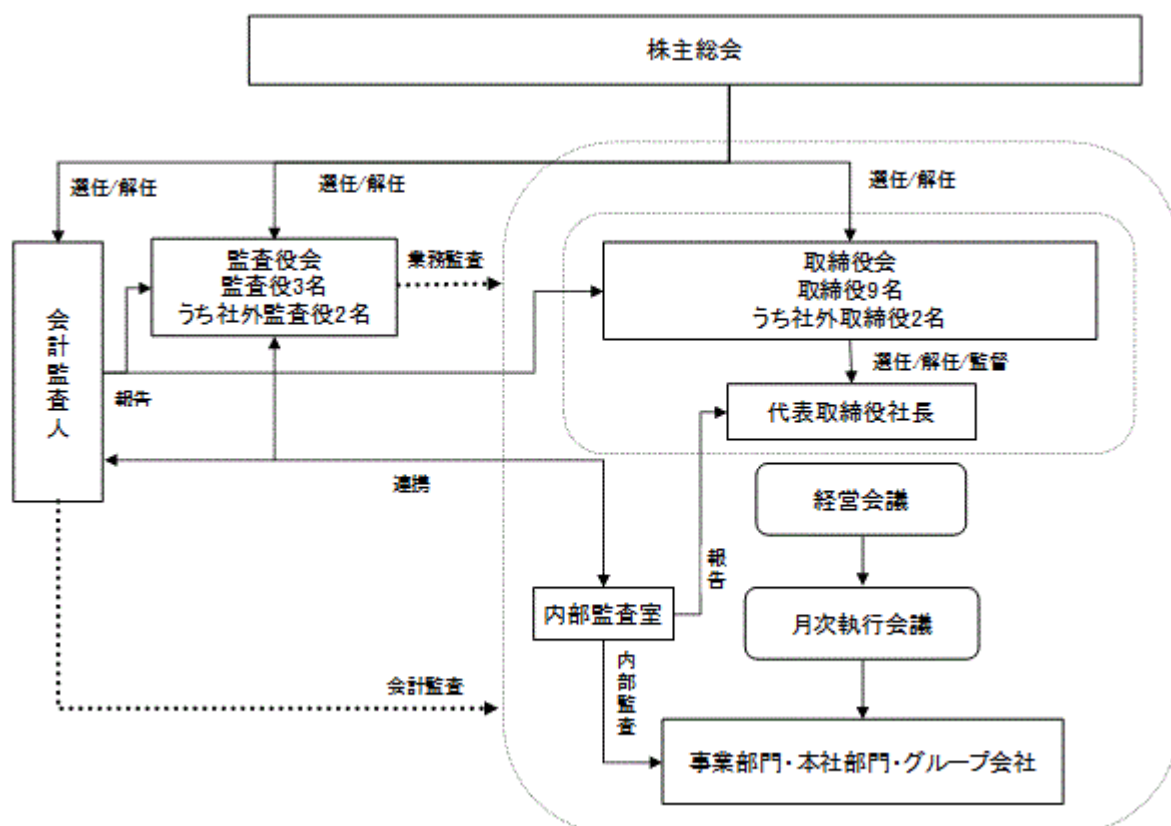 株主総会
選任/解任
選任/解任
選任/解任
会計監査人
監査役会
監査役3名
うち社外監査役2名
業務監査
取締役会
取締役9名
うち社外取締役2名
報告
選任/解任/監督
代表取締役社長
連携
経営会議
報告
内部監査室
月次執行会議
内部監査
会計監査
事業部門・本社部門・グループ会社